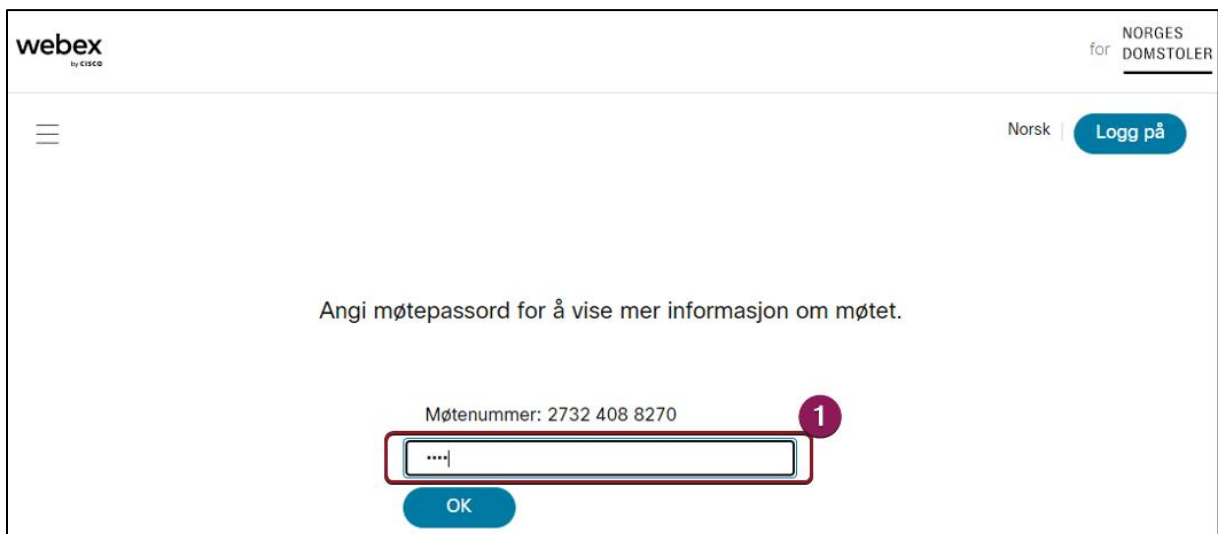 webex
by CISCO
for NORGES
DOMSTOLER
Norsk
Logg på
Angi møtepassord for å vise mer informasjon om møtet.
Møtenummer: 2732 408 8270
1
····
OK